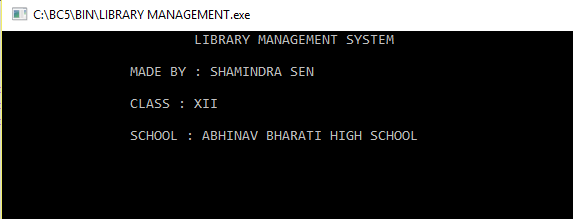 C:\BC5\BIN\LIBRARY MANAGEMENT.exe
LIBRARY MANAGEMENT SYSTEM
MADE BY : SHAMINDRA SEN
CLASS : XII
SCHOOL : ABHINAV BHARATI HIGH SCHOOL